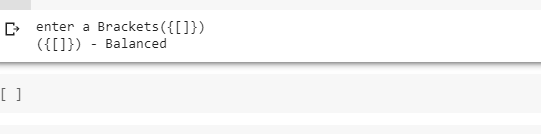 enter a Brackets({[]})
({[]}) - Balanced
[ ]